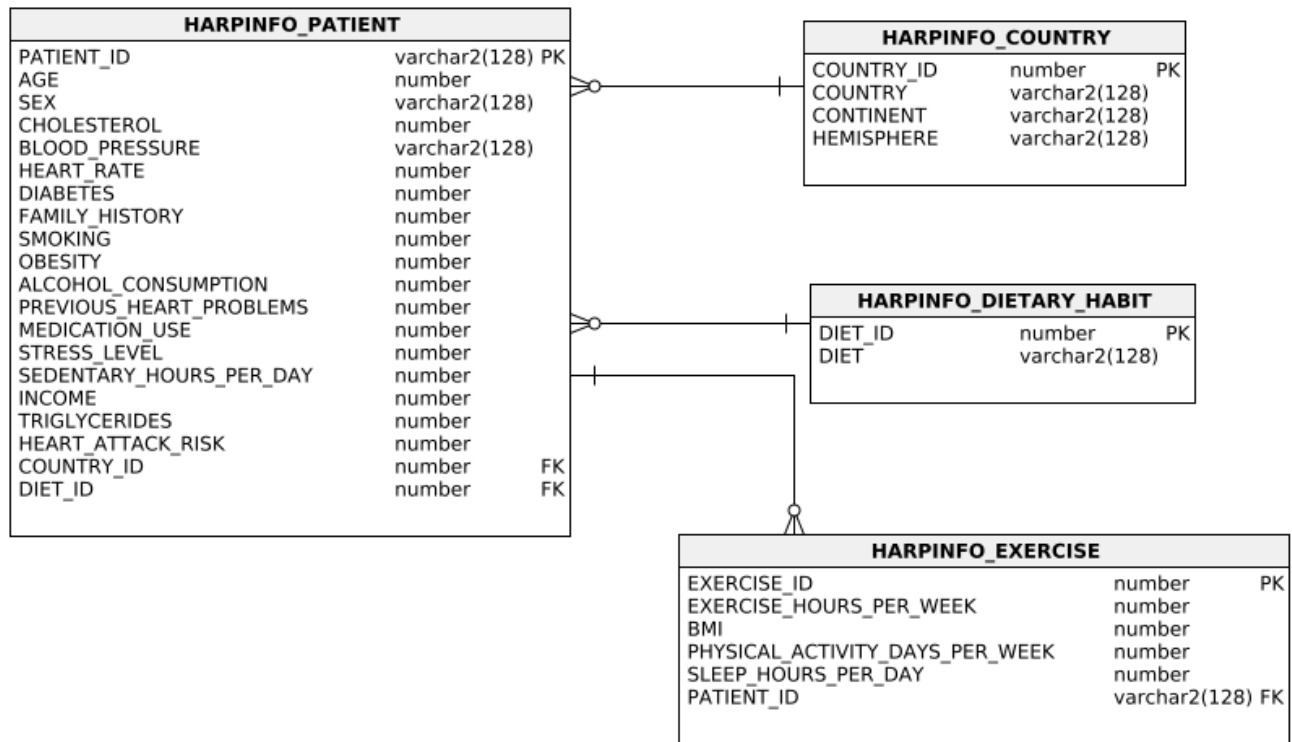 HARPINFO_PATIENT
PATIENT_ID varchar2(128) PK
AGE number
SEX varchar2(128)
CHOLESTEROL number
BLOOD_PRESSURE varchar2(128)
HEART_RATE number
DIABETES number
FAMILY_HISTORY number
SMOKING number
OBESITY number
ALCOHOL_CONSUMPTION number
PREVIOUS_HEART_PROBLEMS number
MEDICATION_USE number
STRESS_LEVEL number
SEDENTARY_HOURS_PER_DAY number
INCOME number
TRIGLYCERIDES number
HEART_ATTACK_RISK number
COUNTRY_ID number FK
DIET_ID number FK
HARPINFO_COUNTRY
COUNTRY_ID number PK
COUNTRY varchar2(128)
CONTINENT varchar2(128)
HEMISPHERE varchar2(128)
HARPINFO_DIETARY_HABIT
DIET_ID number PK
DIET varchar2(128)
HARPINFO_EXERCISE
EXERCISE_ID number PK
EXERCISE_HOURS_PER_WEEK number
BMI number
PHYSICAL_ACTIVITY_DAYS_PER_WEEK number
SLEEP_HOURS_PER_DAY number
PATIENT_ID varchar2(128) FK